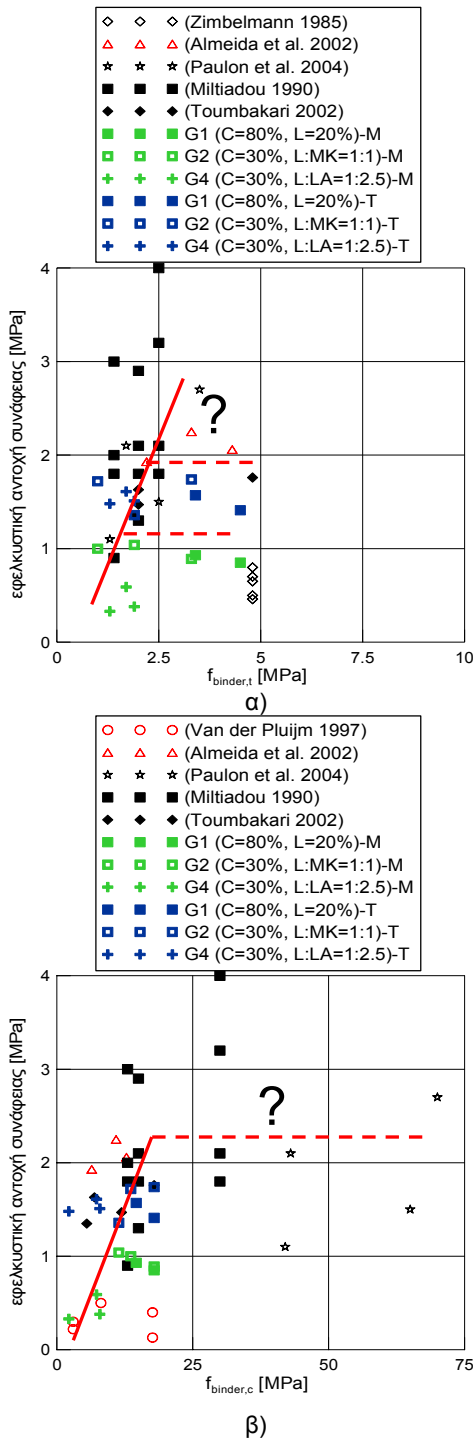 (Zimbelmann 1985)
(Almeida et al. 2002)
(Paulon et al. 2004)
(Miltiadou 1990)
(Toumbakari 2002)
G1 (C=80%, L=20%)-M
G2 (C=30%, L:MK=1:1)-M
G4 (C=30%, L:LA=1:2.5)-M
G1 (C=80%, L=20%)-T
G2 (C=30%, L:MK=1:1)-T
G4 (C=30%, L:LA=1:2.5)-T
4
3
2
1
0
εφελκυστική αντοχή συνάφειας [MPa]
?
0 2.5 5 10
f binder,t [MPa]
α)
(Van der Pluijm 1997)
(Almeida et al. 2002)
(Paulon et al. 2004)
(Miltiadou 1990)
(Toumbakari 2002)
G1 (C=80%, L=20%)-M
G2 (C=30%, L:MK=1:1)-M
G4 (C=30%, L:LA=1:2.5)-M
G1 (C=80%, L=20%)-T
G2 (C=30%, L:MK=1:1)-T
G4 (C=30%, L:LA=1:2.5)-T
4
3
2
1
0
εφελκυστική αντοχή συνάφειας [MPa]
?
0 25 50 75
f binder,c [MPa]
β)